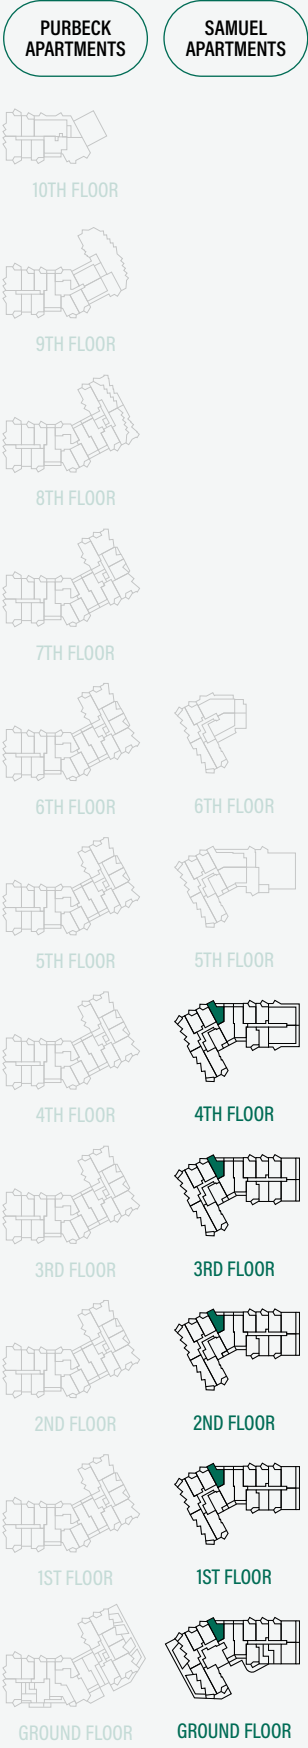 PURBECK
APARTMENTS
SAMUEL
APARTMENTS
10TH FLOOR
9TH FLOOR
8TH FLOOR
7TH FLOOR
6TH FLOOR
6TH FLOOR
5TH FLOOR
5TH FLOOR
4TH FLOOR
4TH FLOOR
3RD FLOOR
3RD FLOOR
2ND FLOOR
2ND FLOOR
1ST FLOOR
1ST FLOOR
GROUND FLOOR
GROUND FLOOR